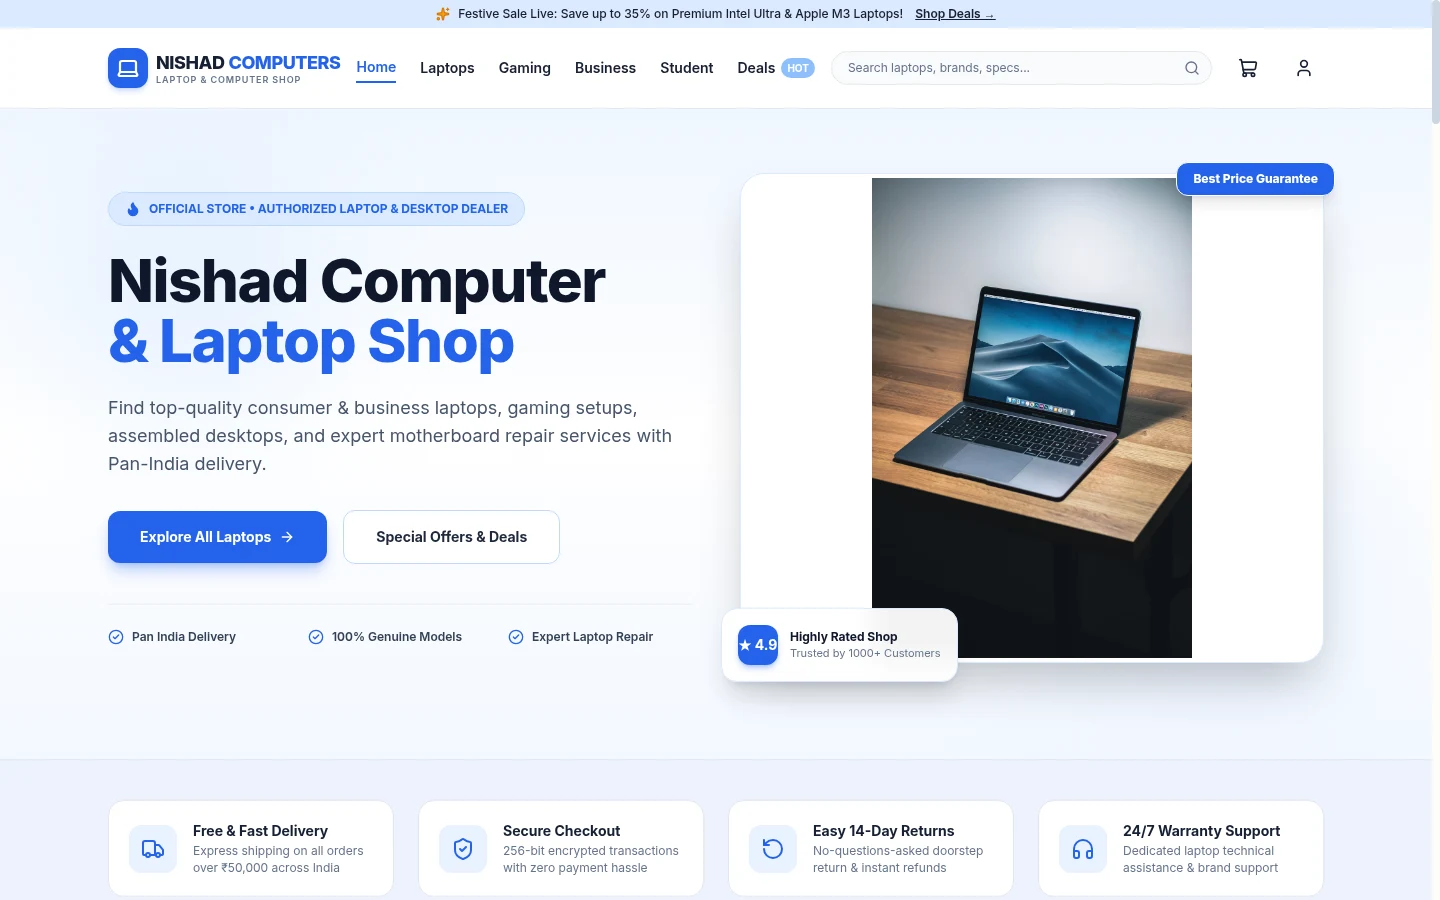 Festive Sale Live: Save up to 35% on Premium Intel Ultra & Apple M3 Laptops! Shop Deals →
NISHAD COMPUTERS
LAPTOP & COMPUTER SHOP
Home Laptops Gaming Business Student Deals HOT
Search laptops, brands, specs...
Best Price Guarantee
OFFICIAL STORE • AUTHORIZED LAPTOP & DESKTOP DEALER
Nishad Computer
& Laptop Shop
Find top-quality consumer & business laptops, gaming setups,
assembled desktops, and expert motherboard repair services with
Pan-India delivery.
Explore All Laptops →
Special Offers & Deals
Pan India Delivery
100% Genuine Models
Expert Laptop Repair
★ 4.9
Highly Rated Shop
Trusted by 1000+ Customers
Free & Fast Delivery
Express shipping on all orders
over ₹50,000 across India
Secure Checkout
256-bit encrypted transactions
with zero payment hassle
Easy 14-Day Returns
No-questions-asked doorstep
return & instant refunds
24/7 Warranty Support
Dedicated laptop technical
assistance & brand support